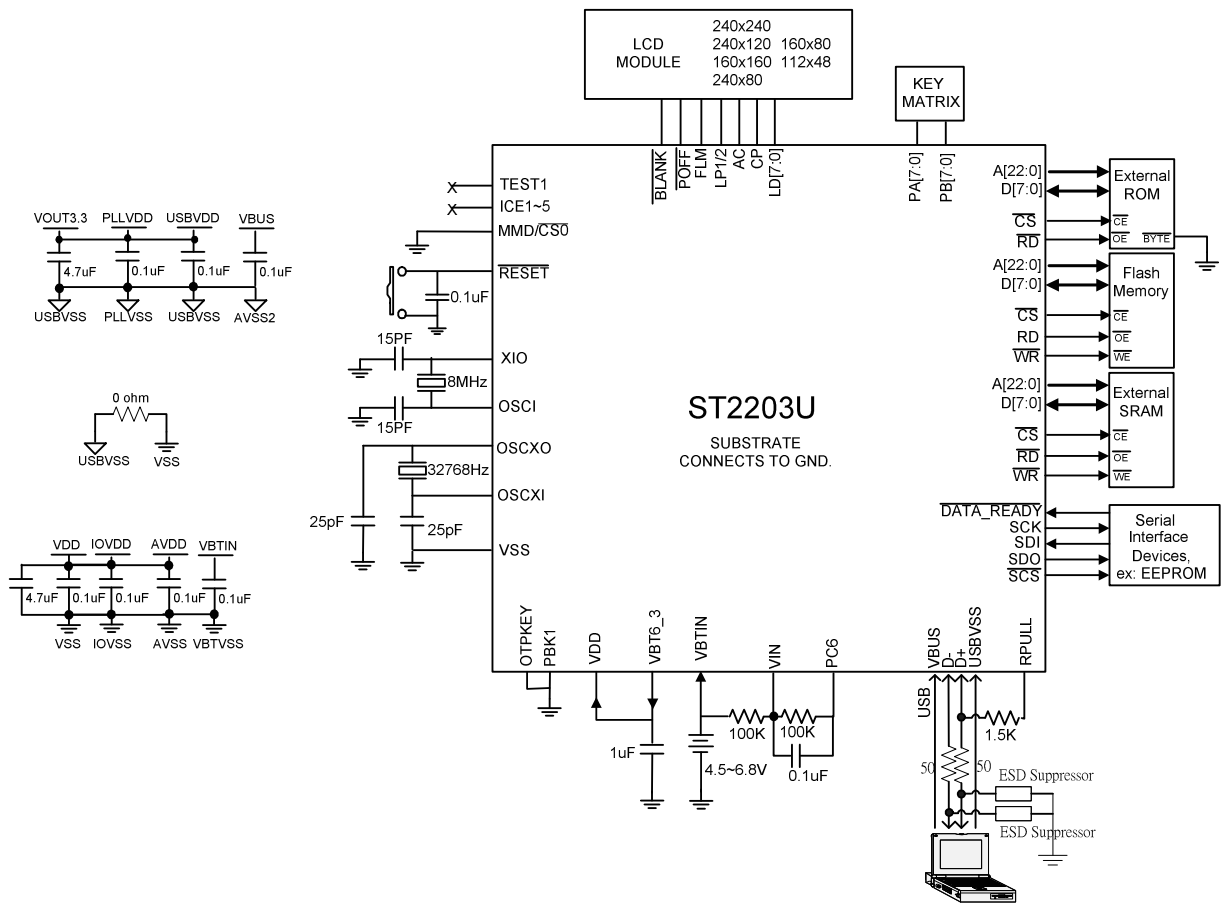 LCD
MODULE
240x240
240x120 160x80
160x160 112x48
240x80
KEY
MATRIX
BLANK
POFF
FLM
LP1/2
AC
CP
LD[7:0]
PA[7:0]
PB[7:0]
TEST1
ICE1~5
MMD/CS0
RESET
0.1uF
15PF
XIO
8MHz
OSCI
15PF
OSCXO
32768Hz
OSCXI
25pF
25pF
VSS
VOUT3.3
PLLVDD
USBVDD
VBUS
4.7uF
0.1uF
0.1uF
0.1uF
USBVSS
PLLVSS
USBVSS
AVSS2
0 ohm
USBVSS
VSS
VDD
IOVDD
AVDD
VBTIN
4.7uF
0.1uF
0.1uF
0.1uF
0.1uF
VSS
IOVSS
AVSS
VBTVSS
ST2203U
SUBSTRATE
CONNECTS TO GND.
A[22:0]
D[7:0]
CS
RD
External
ROM
CE
OE
BYTE
A[22:0]
D[7:0]
CS
RD
WR
Flash
Memory
CE
OE
WE
A[22:0]
D[7:0]
CS
RD
WR
External
SRAM
CE
OE
WE
DATA_READY
SCK
SDI
SDO
SCS
Serial
Interface
Devices,
ex: EEPROM
OTPKEY
PBK1
VDD
VBT6_3
VBTIN
VIN
PC6
VBUS
D-
D+
USBVSS
RPULL
1uF
100K
100K
4.5~6.8V
0.1uF
USB
1.5K
50
50
ESD Suppressor
ESD Suppressor